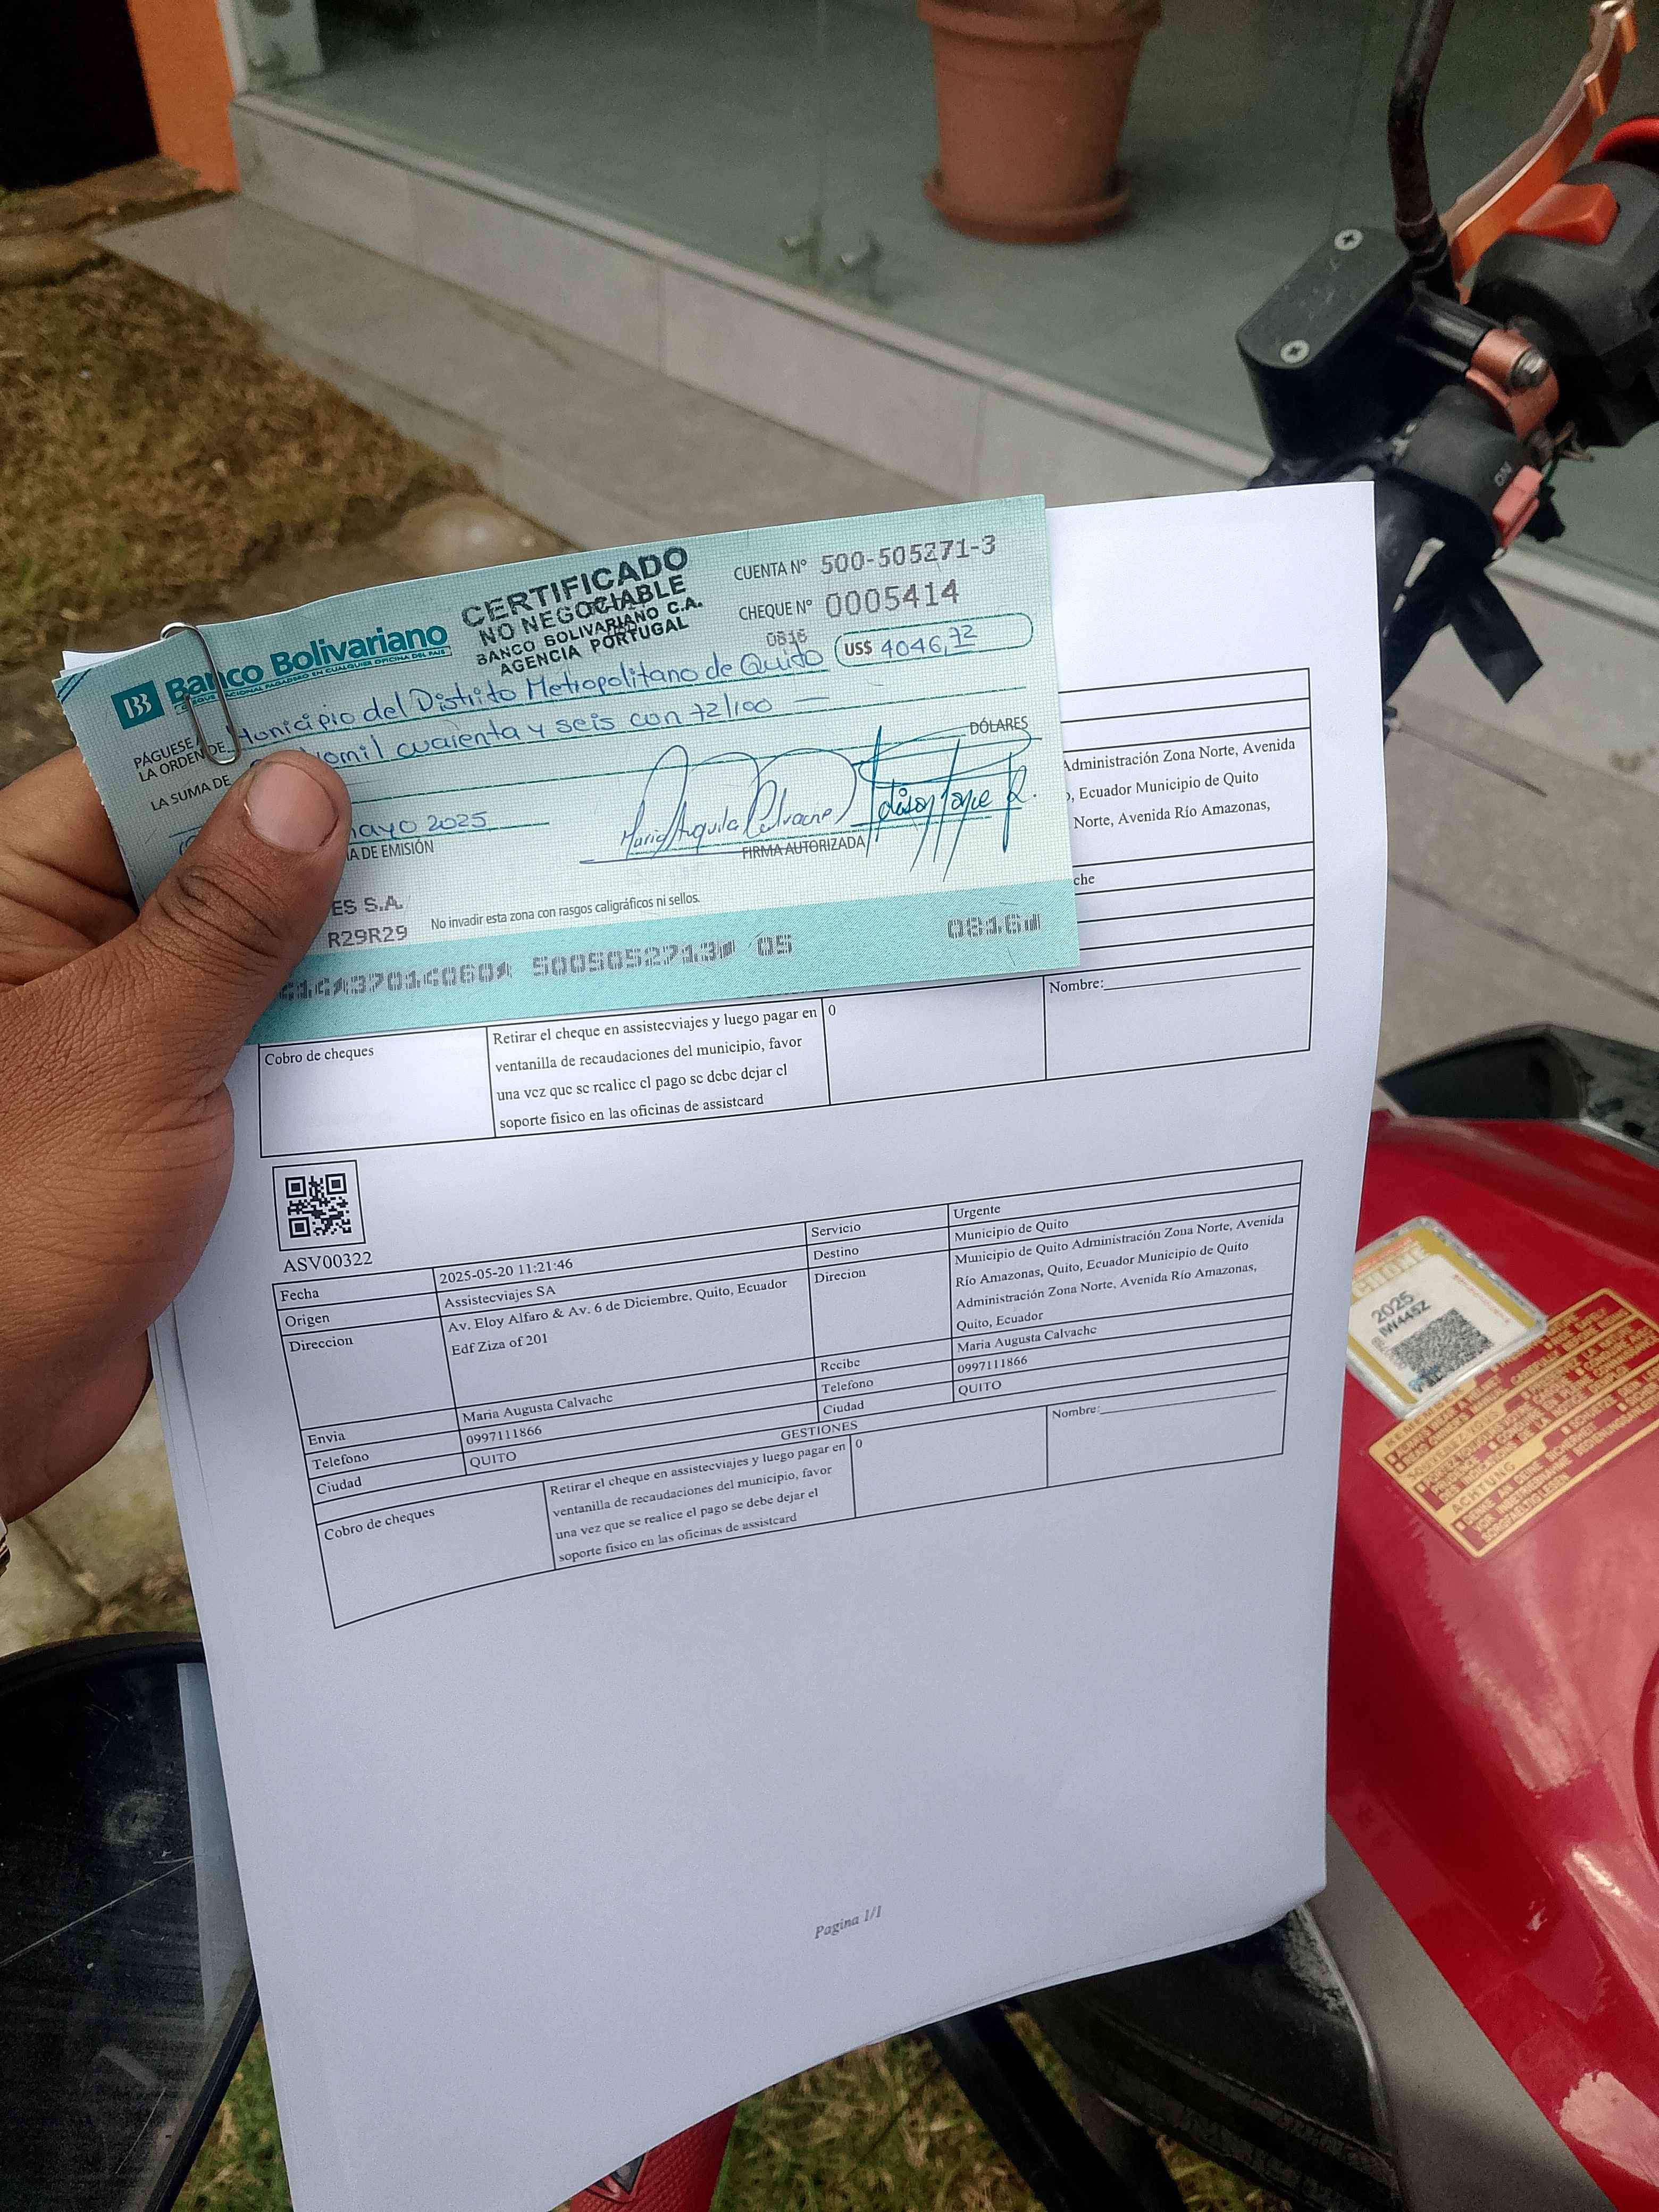 CERTIFICADO
NO NEGOCIABLE
BANCO BOLIVARIANO C.A.
AGENCIA PORTUGAL
CUENTA N° 500-505271-3
CHEQUE N° 0005414
0816
US$ 4046,72
Banco Bolivariano
PÁGUESE A
LA ORDEN DE
Municipio del Distrito Metropolitano de Quito
LA SUMA DE
cuarenta y seis con 72/100
DÓLARES
mayo 2025
FIRMA AUTORIZADA
ES S.A.
R29R29
No invadir esta zona con rasgos caligráficos ni sellos.
05
0816
Administración Zona Norte, Avenida
, Ecuador Municipio de Quito
Norte, Avenida Río Amazonas,
che
Nombre:
Cobro de cheques
Retirar el cheque en assistecviajes y luego pagar en
ventanilla de recaudaciones del municipio, favor
una vez que se realice el pago se debe dejar el
soporte fisico en las oficinas de assistcard
0
ASV00322
Fecha 2025-05-20 11:21:46 Servicio Urgente
Origen Assistecviajes SA Destino Municipio de Quito
Direccion Av. Eloy Alfaro & Av. 6 de Diciembre, Quito, Ecuador
Edf Ziza of 201
Direcion Municipio de Quito Administración Zona Norte, Avenida
Río Amazonas, Quito, Ecuador Municipio de Quito
Administración Zona Norte, Avenida Río Amazonas,
Quito, Ecuador
Envia Maria Augusta Calvache Recibe Maria Augusta Calvache
Telefono 0997111866 Telefono 0997111866
Ciudad QUITO Ciudad QUITO
GESTIONES
Cobro de cheques
Retirar el cheque en assistecviajes y luego pagar en
ventanilla de recaudaciones del municipio, favor
una vez que se realice el pago se debe dejar el
soporte fisico en las oficinas de assistcard
0
Nombre:
Pagina 1/1
2025
IW445Z
ACHTUNG
ON